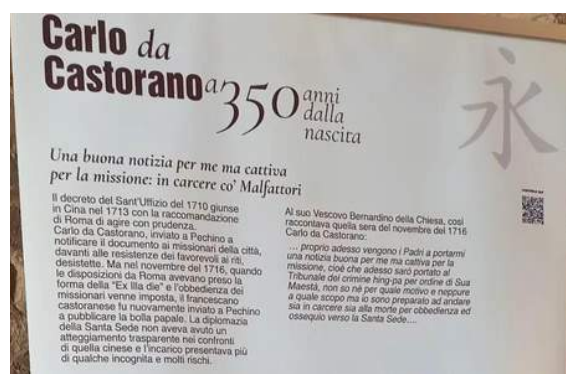 Carlo da
Castorano a 350 anni
dalla
nascita
永
Una buona notizia per me ma cattiva
per la missione: in carcere co' Malfattori
Il decreto del Sant'Uffizio del 1710 giunse
in Cina nel 1713 con la raccomandazione
di Roma di agire con prudenza.
Carlo da Castorano, inviato a Pechino a
notificare il documento ai missionari della città,
davanti alle resistenze dei favorevoli ai riti,
desistette. Ma nel novembre del 1716, quando
le disposizioni da Roma avevano preso la
forma della "Ex Illa die" e l'obbedienza dei
missionari venne imposta, il francescano
castoranese fu nuovamente inviato a Pechino
a pubblicare la bolla papale. La diplomazia
della Santa Sede non aveva avuto un
atteggiamento trasparente nei confronti
di quella cinese e l'incarico presentava più
di qualche incognita e molti rischi.
Al suo Vescovo Bernardino della Chiesa, così
raccontava quella sera del novembre del 1716
Carlo da Castorano:
... proprio adesso vengono i Padri a portarmi
una notizia buona per me ma cattiva per la
missione, cioè che adesso sarò portato al
Tribunale dei crimine hing-pa per ordine di Sua
Maestà, non so né per quale motivo e neppure
a quale scopo ma io sono preparato ad andare
sia in carcere sia alla morte per obbedienza ed
ossequio verso la Santa Sede....